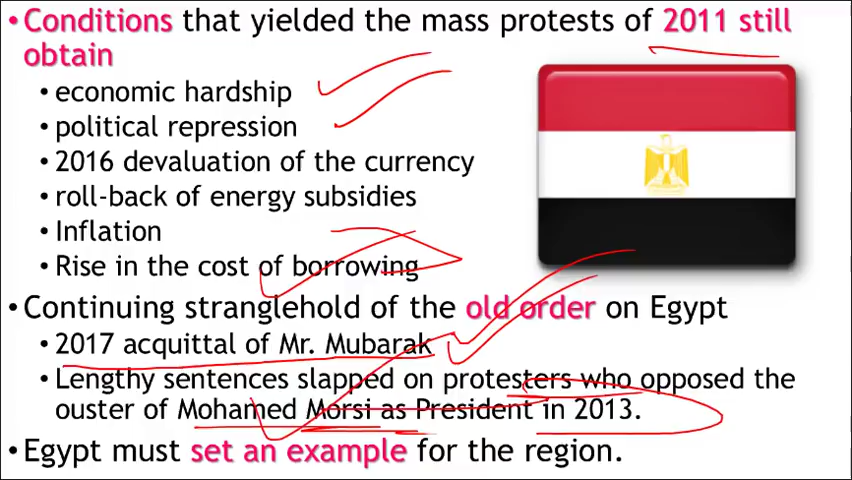 • Conditions that yielded the mass protests of 2011 still
obtain
• economic hardship
• political repression
• 2016 devaluation of the currency
• roll-back of energy subsidies
• Inflation
• Rise in the cost of borrowing
• Continuing stranglehold of the old order on Egypt
• 2017 acquittal of Mr. Mubarak
• Lengthy sentences slapped on protesters who opposed the
ouster of Mohamed Morsi as President in 2013.
• Egypt must set an example for the region.